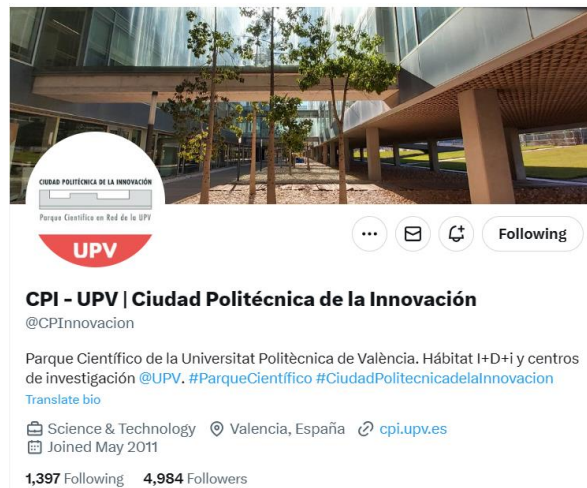 CIUDAD POLITÉCNICA DE LA INNOVACIÓN
Parque Científico en Red de la UPV
UPV
Following
CPI - UPV | Ciudad Politécnica de la Innovación
@CPInnovacion
Parque Científico de la Universitat Politècnica de València. Hábitat I+D+i y centros
de investigación @UPV. #ParqueCientífico #CiudadPolitecnicadelaInnovacion
Translate bio
Science & Technology Valencia, España cpi.upv.es
Joined May 2011
1,397 Following 4,984 Followers